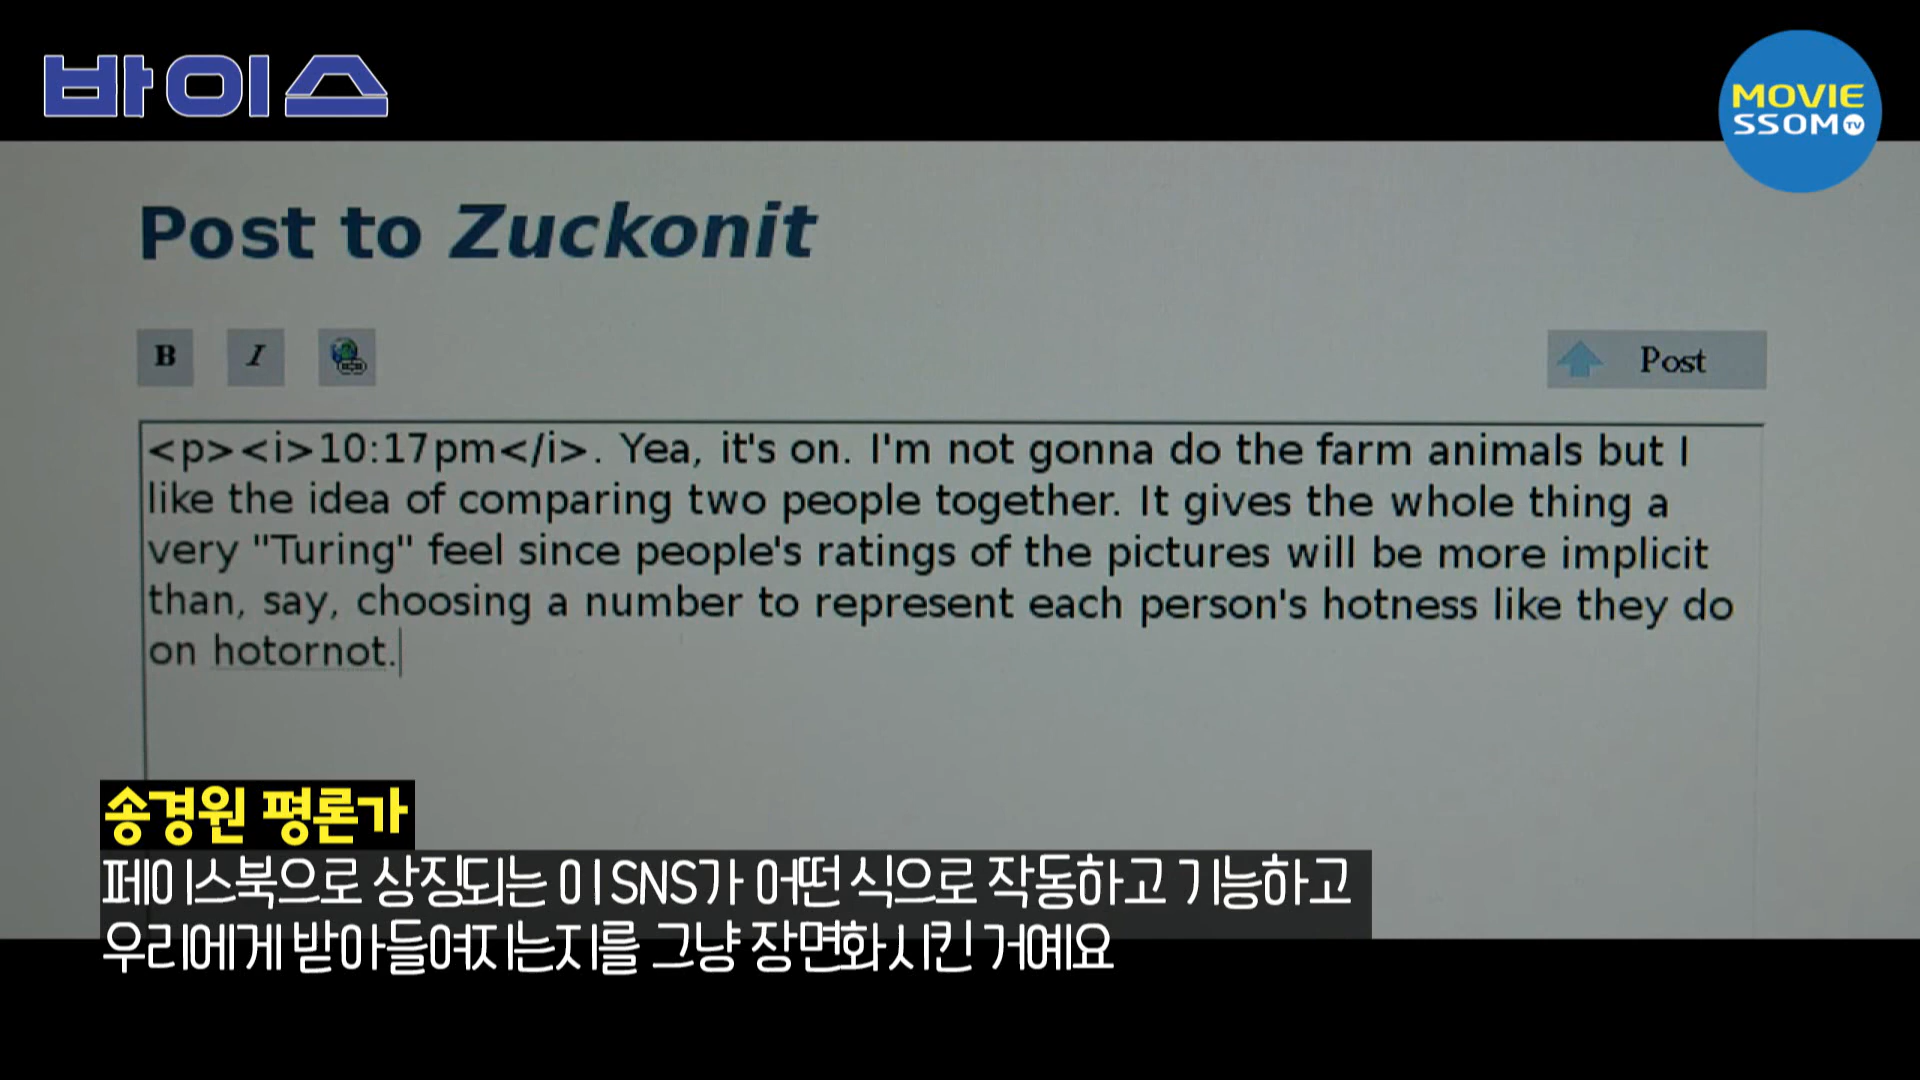 바이스
MOVIE
SSOM TV
Post to Zuckonit
B
I
Post
<p><i>10:17pm</i>. Yea, it's on. I'm not gonna do the farm animals but I
like the idea of comparing two people together. It gives the whole thing a
very "Turing" feel since people's ratings of the pictures will be more implicit
than, say, choosing a number to represent each person's hotness like they do
on hotornot.
송경원 평론가
페이스북으로 상징되는 이 SNS가 어떤 식으로 작동하고 기능하고
우리에게 받아들여지는지를 그냥 장면화시킨 거예요